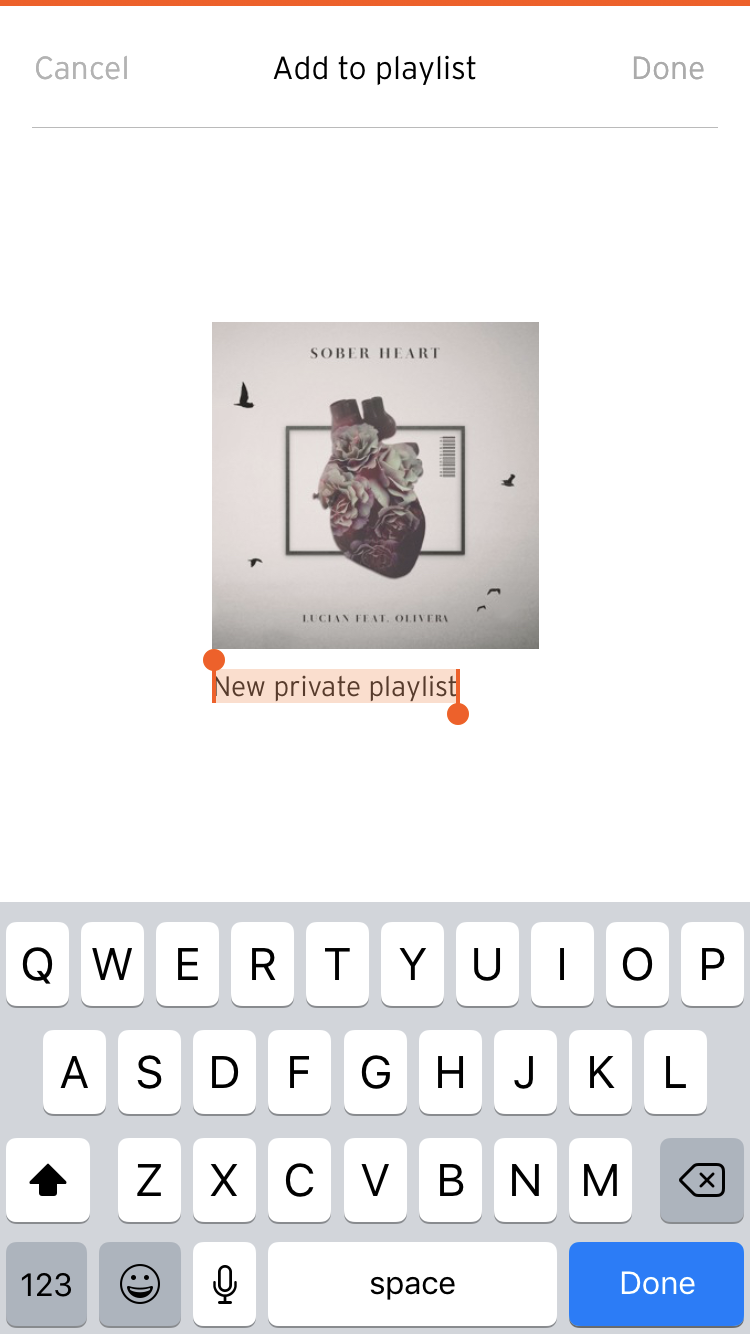 Cancel Add to playlist Done
SOBER HEART
LUCIAN FEAT. OLIVERA
New private playlist
Q W E R T Y U I O P
A S D F G H J K L
Z X C V B N M
123 space Done